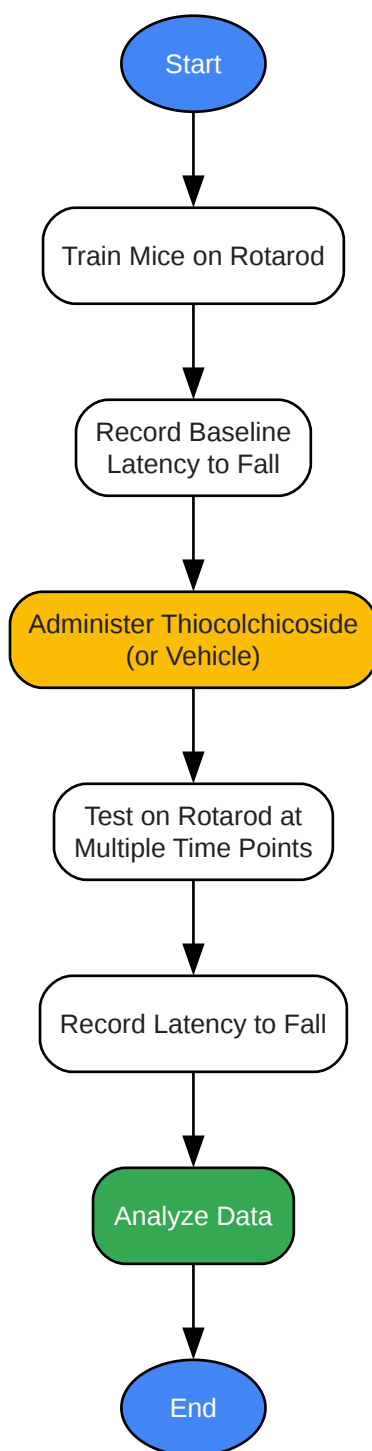 Start
Train Mice on Rotarod
Record Baseline
Latency to Fall
Administer Thiocolchicoside
(or Vehicle)
Test on Rotarod at
Multiple Time Points
Record Latency to Fall
Analyze Data
End